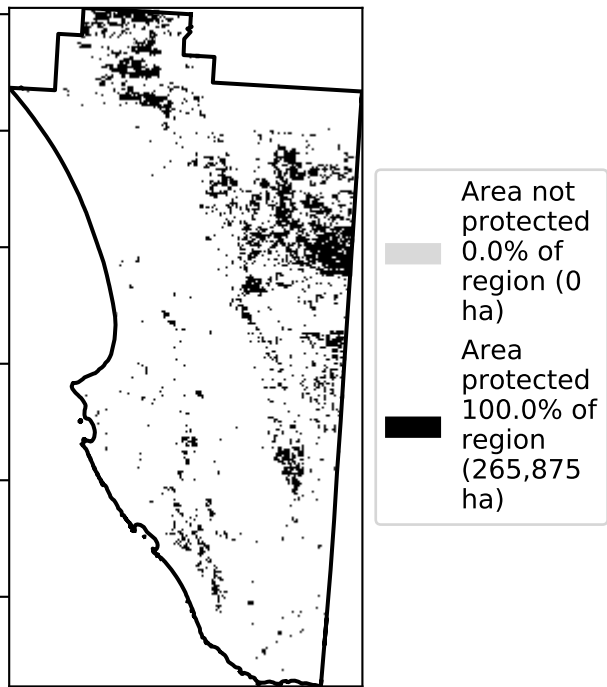 Area not
protected
0.0% of
region (0
ha)
Area
protected
100.0% of
region
(265,875
ha)